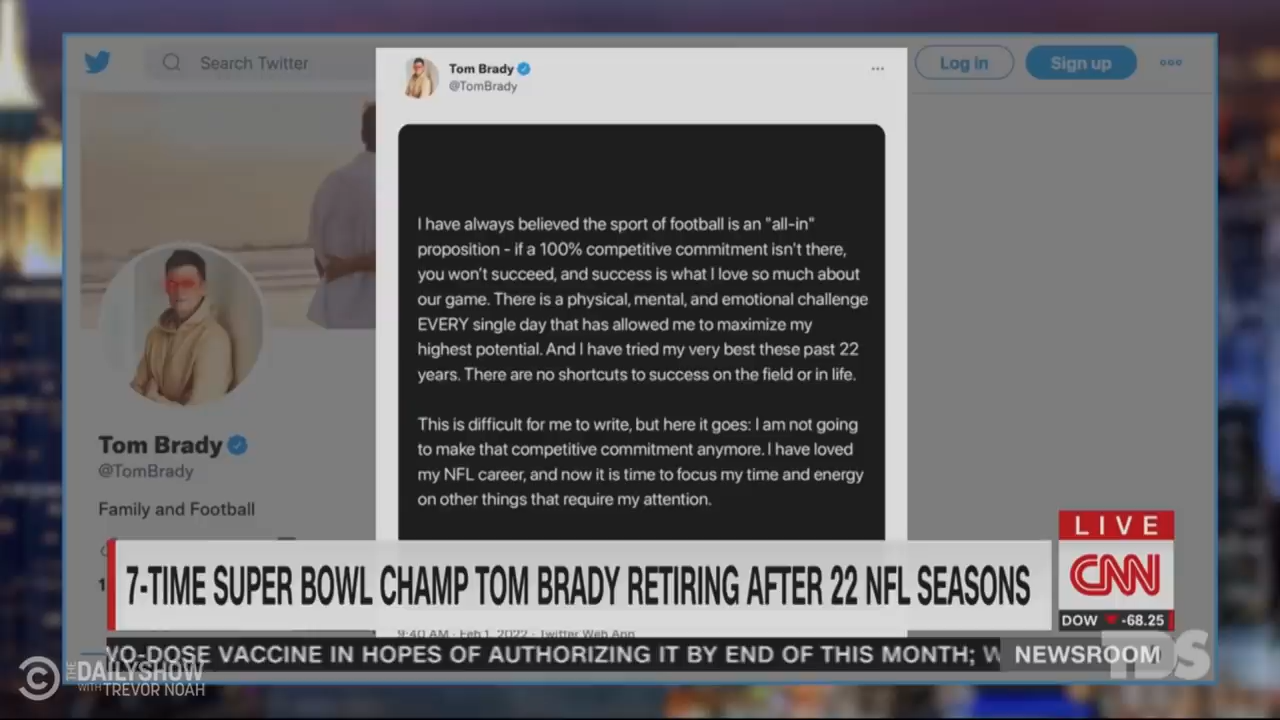 Search Twitter
Log in
Sign up
Tom Brady
@TomBrady
I have always believed the sport of football is an "all-in"
proposition - if a 100% competitive commitment isn't there,
you won't succeed, and success is what I love so much about
our game. There is a physical, mental, and emotional challenge
EVERY single day that has allowed me to maximize my
highest potential. And I have tried my very best these past 22
years. There are no shortcuts to success on the field or in life.
This is difficult for me to write, but here it goes: I am not going
to make that competitive commitment anymore. I have loved
my NFL career, and now it is time to focus my time and energy
on other things that require my attention.
Tom Brady
@TomBrady
Family and Football
LIVE
CNN
7-TIME SUPER BOWL CHAMP TOM BRADY RETIRING AFTER 22 NFL SEASONS
DOW -68.25
9:40 AM · Feb 1, 2022 · Twitter Web App
YO-DOSE VACCINE IN HOPES OF AUTHORIZING IT BY END OF THIS MONTH; W
NEWSROOM
TDS
THE DAILYSHOW
WITH TREVOR NOAH